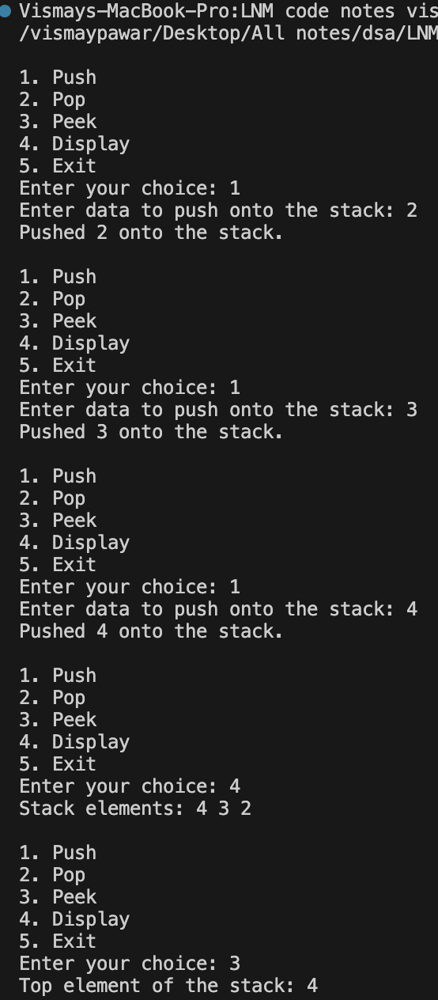 Vismays-MacBook-Pro:LNM code notes vis
/vismaypawar/Desktop/All notes/dsa/LNM
1. Push
2. Pop
3. Peek
4. Display
5. Exit
Enter your choice: 1
Enter data to push onto the stack: 2
Pushed 2 onto the stack.
1. Push
2. Pop
3. Peek
4. Display
5. Exit
Enter your choice: 1
Enter data to push onto the stack: 3
Pushed 3 onto the stack.
1. Push
2. Pop
3. Peek
4. Display
5. Exit
Enter your choice: 1
Enter data to push onto the stack: 4
Pushed 4 onto the stack.
1. Push
2. Pop
3. Peek
4. Display
5. Exit
Enter your choice: 4
Stack elements: 4 3 2
1. Push
2. Pop
3. Peek
4. Display
5. Exit
Enter your choice: 3
Top element of the stack: 4